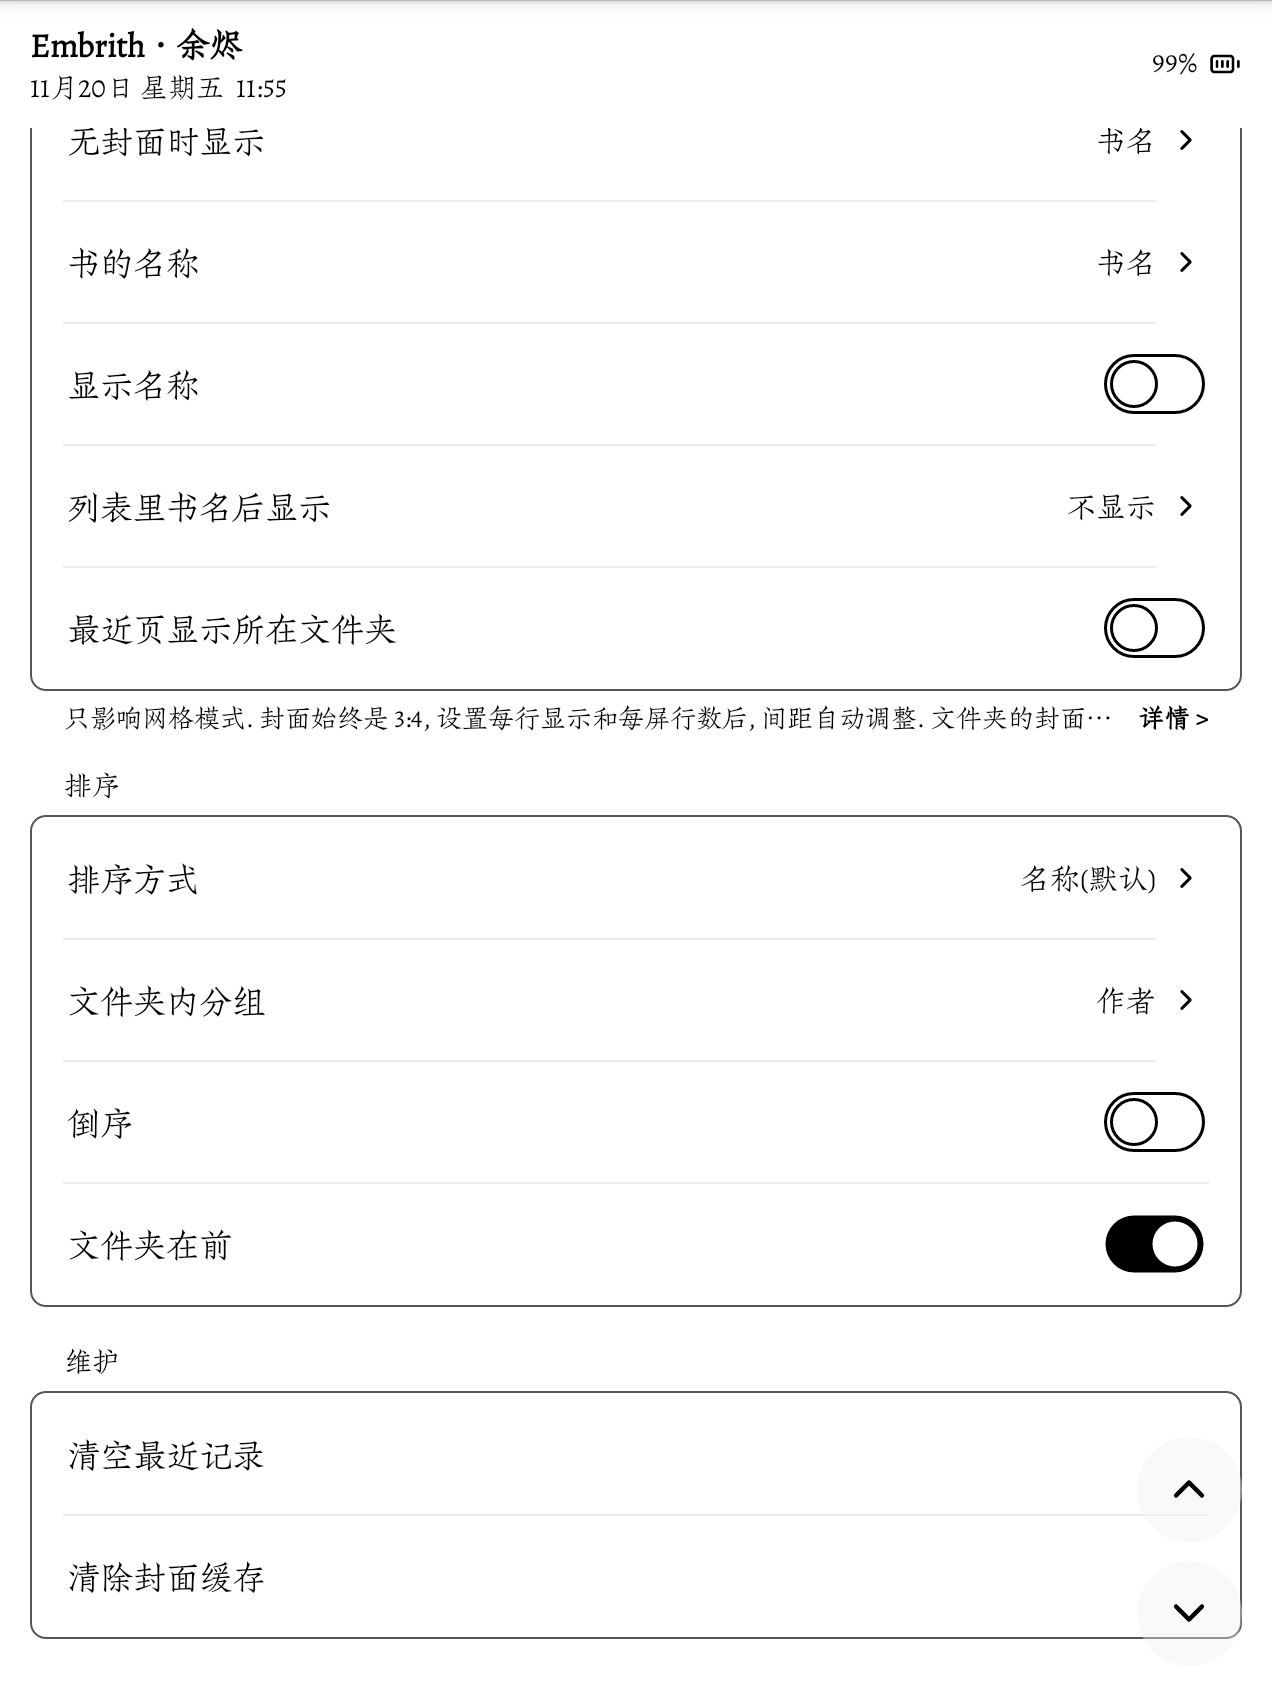 Embrith · 余烬
11月20日 星期五 11:55
99%
无封面时显示 书名
书的名称 书名
显示名称
列表里书名后显示 不显示
最近页显示所在文件夹
只影响网格模式. 封面始终是 3:4, 设置每行显示和每屏行数后, 间距自动调整. 文件夹的封面… 详情 >
排序
排序方式 名称(默认)
文件夹内分组 作者
倒序
文件夹在前
维护
清空最近记录
清除封面缓存